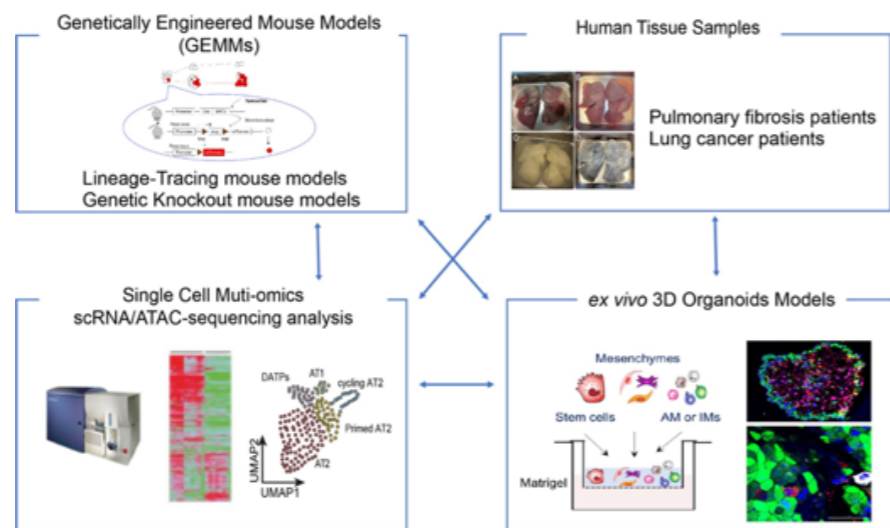 Genetically Engineered Mouse Models
(GEMMs)
Lineage-Tracing mouse models
Genetic Knockout mouse models
Human Tissue Samples
Pulmonary fibrosis patients
Lung cancer patients
Single Cell Muti-omics
scRNA/ATAC-sequencing analysis
DATPs
AT1
cycling AT2
Primed AT2
AT2
UMAP2
UMAP1
ex vivo 3D Organoids Models
Mesenchymes
Stem cells
AM or IMs
Matrigel